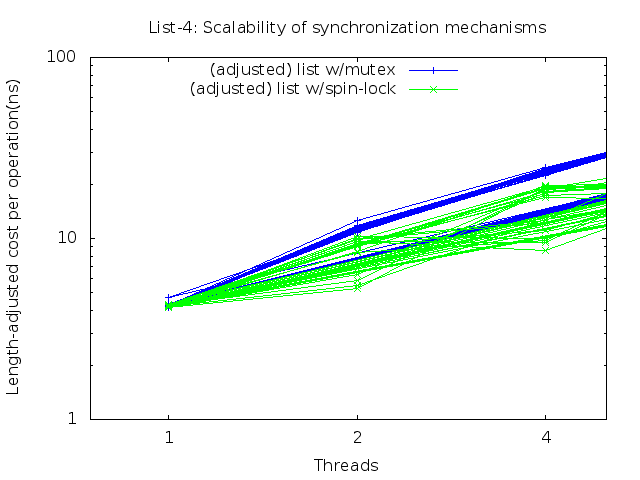 List-4: Scalability of synchronization mechanisms
100
(adjusted) list w/mutex
(adjusted) list w/spin-lock
10
1
Length-adjusted cost per operation(ns)
1 2 4
Threads